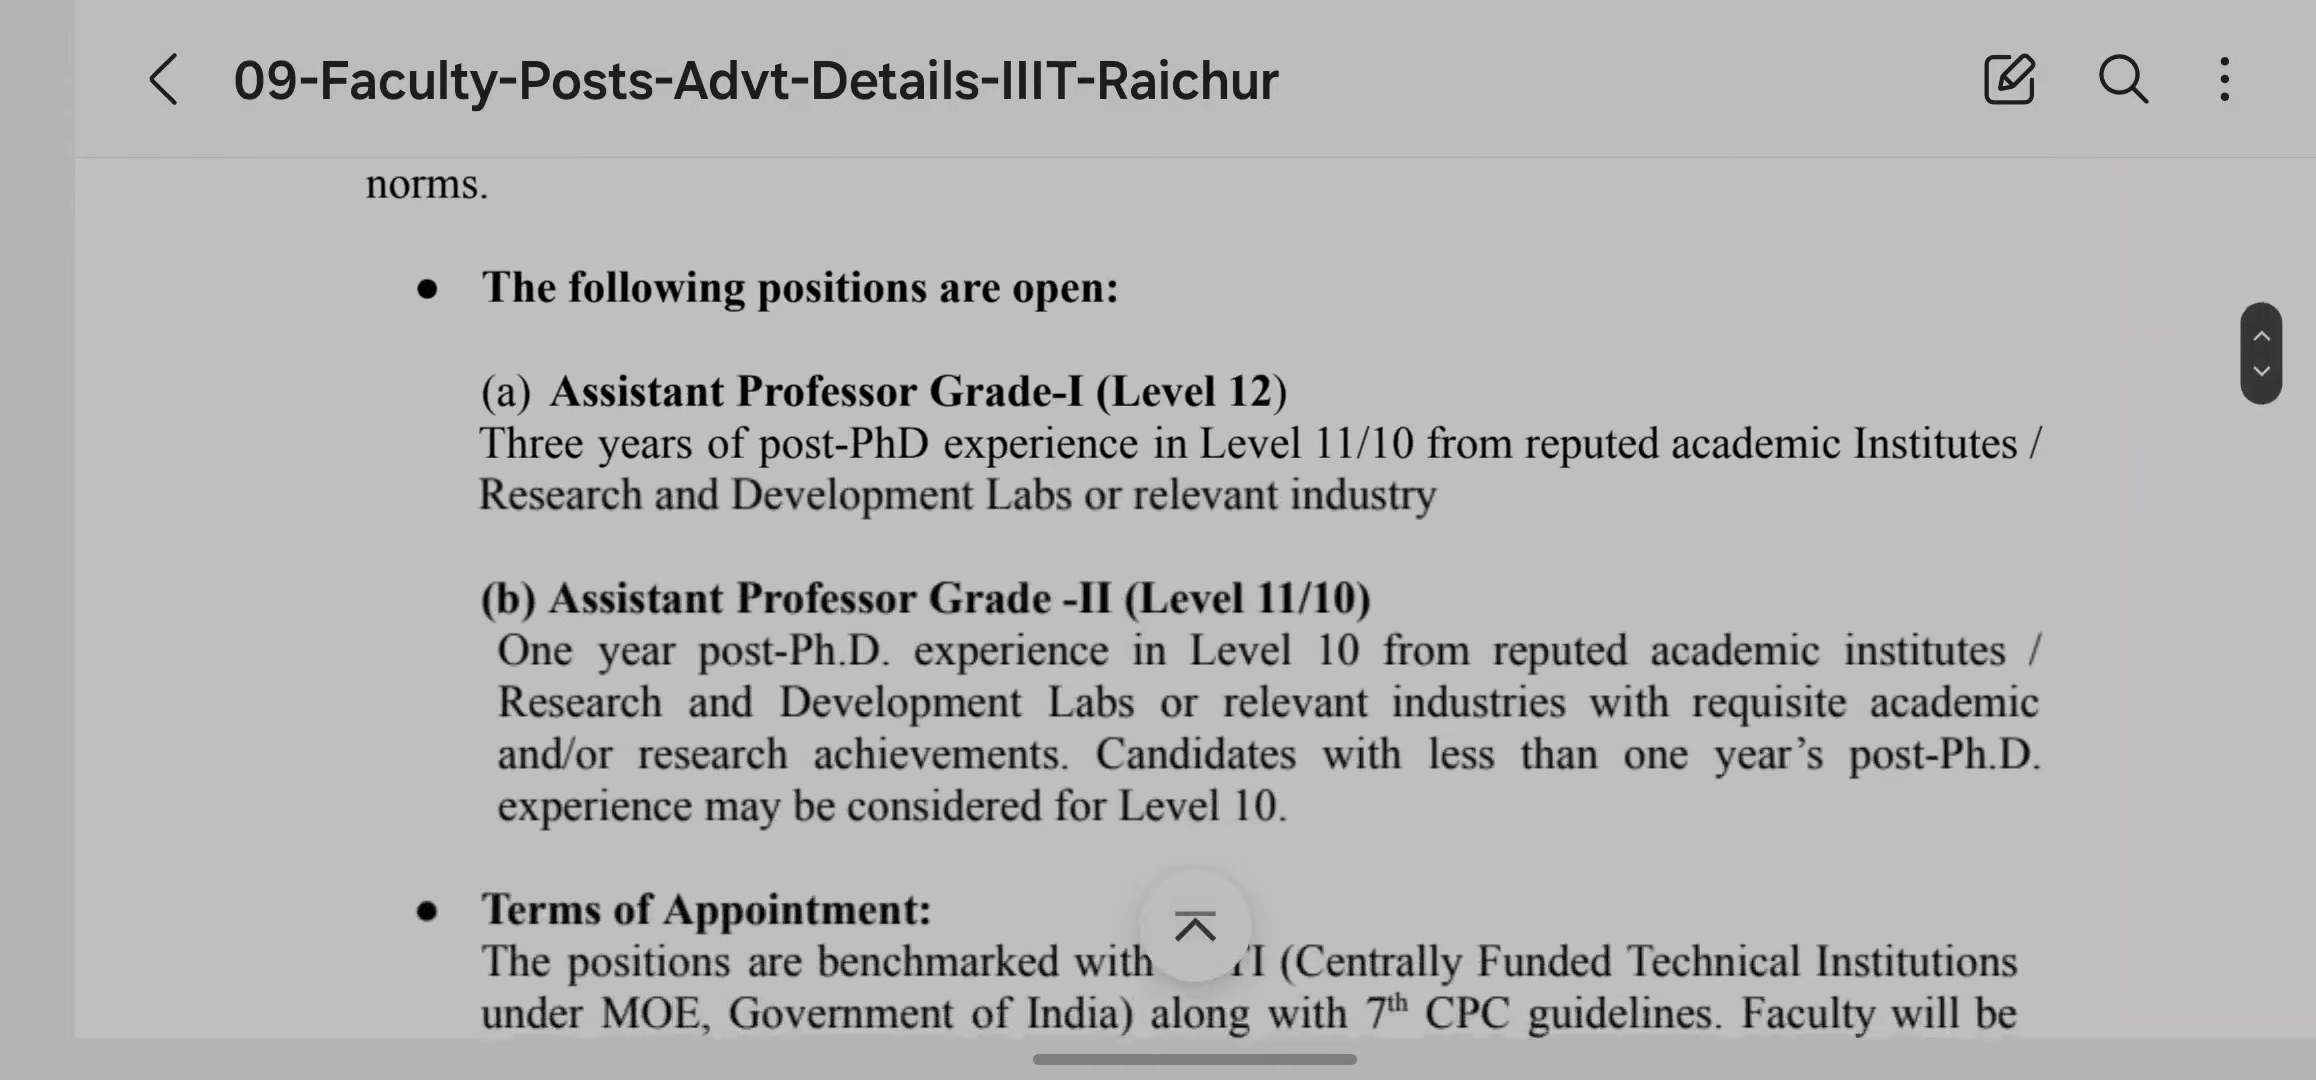 09-Faculty-Posts-Advt-Details-IIIT-Raichur
norms.
● The following positions are open:
(a) Assistant Professor Grade-I (Level 12)
Three years of post-PhD experience in Level 11/10 from reputed academic Institutes /
Research and Development Labs or relevant industry
(b) Assistant Professor Grade -II (Level 11/10)
One year post-Ph.D. experience in Level 10 from reputed academic institutes /
Research and Development Labs or relevant industries with requisite academic
and/or research achievements. Candidates with less than one year’s post-Ph.D.
experience may be considered for Level 10.
● Terms of Appointment:
The positions are benchmarked with (Centrally Funded Technical Institutions
under MOE, Government of India) along with 7th CPC guidelines. Faculty will be